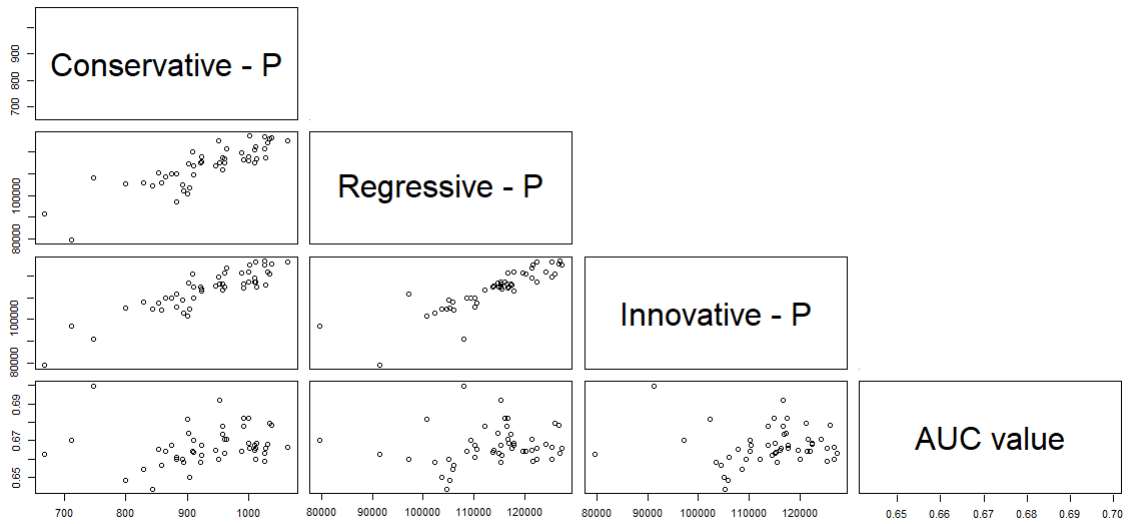 Conservative - P
700 800 900
Regressive - P
80000 100000
Innovative - P
80000 100000
AUC value
0.65 0.67 0.69
700 800 900 1000
80000 90000 100000 110000 120000
80000 90000 100000 110000 120000
0.65 0.66 0.67 0.68 0.69 0.70